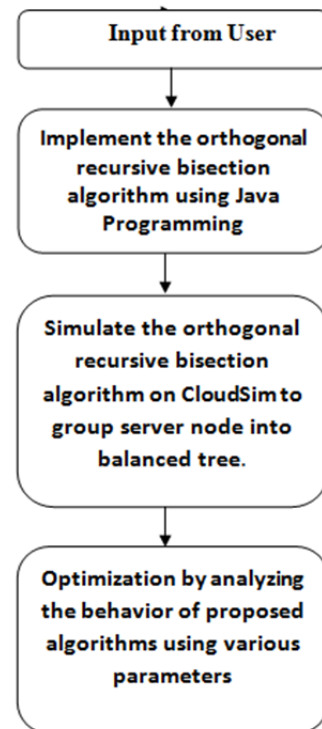 Input from User
Implement the orthogonal
recursive bisection
algorithm using Java
Programming
Simulate the orthogonal
recursive bisection
algorithm on CloudSim to
group server node into
balanced tree.
Optimization by analyzing
the behavior of proposed
algorithms using various
parameters